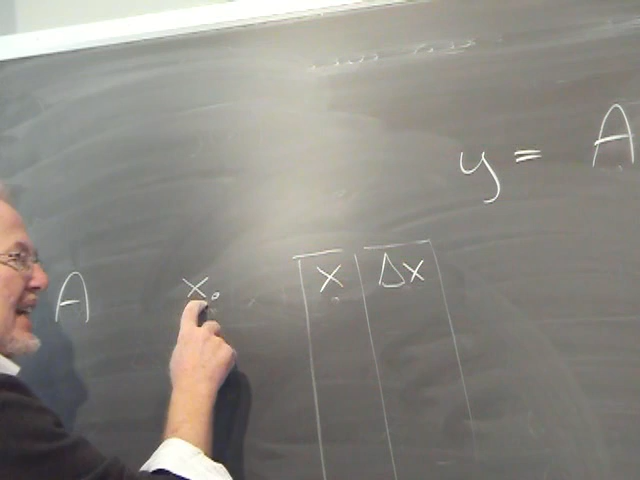 y = A
A x₀ x Δx